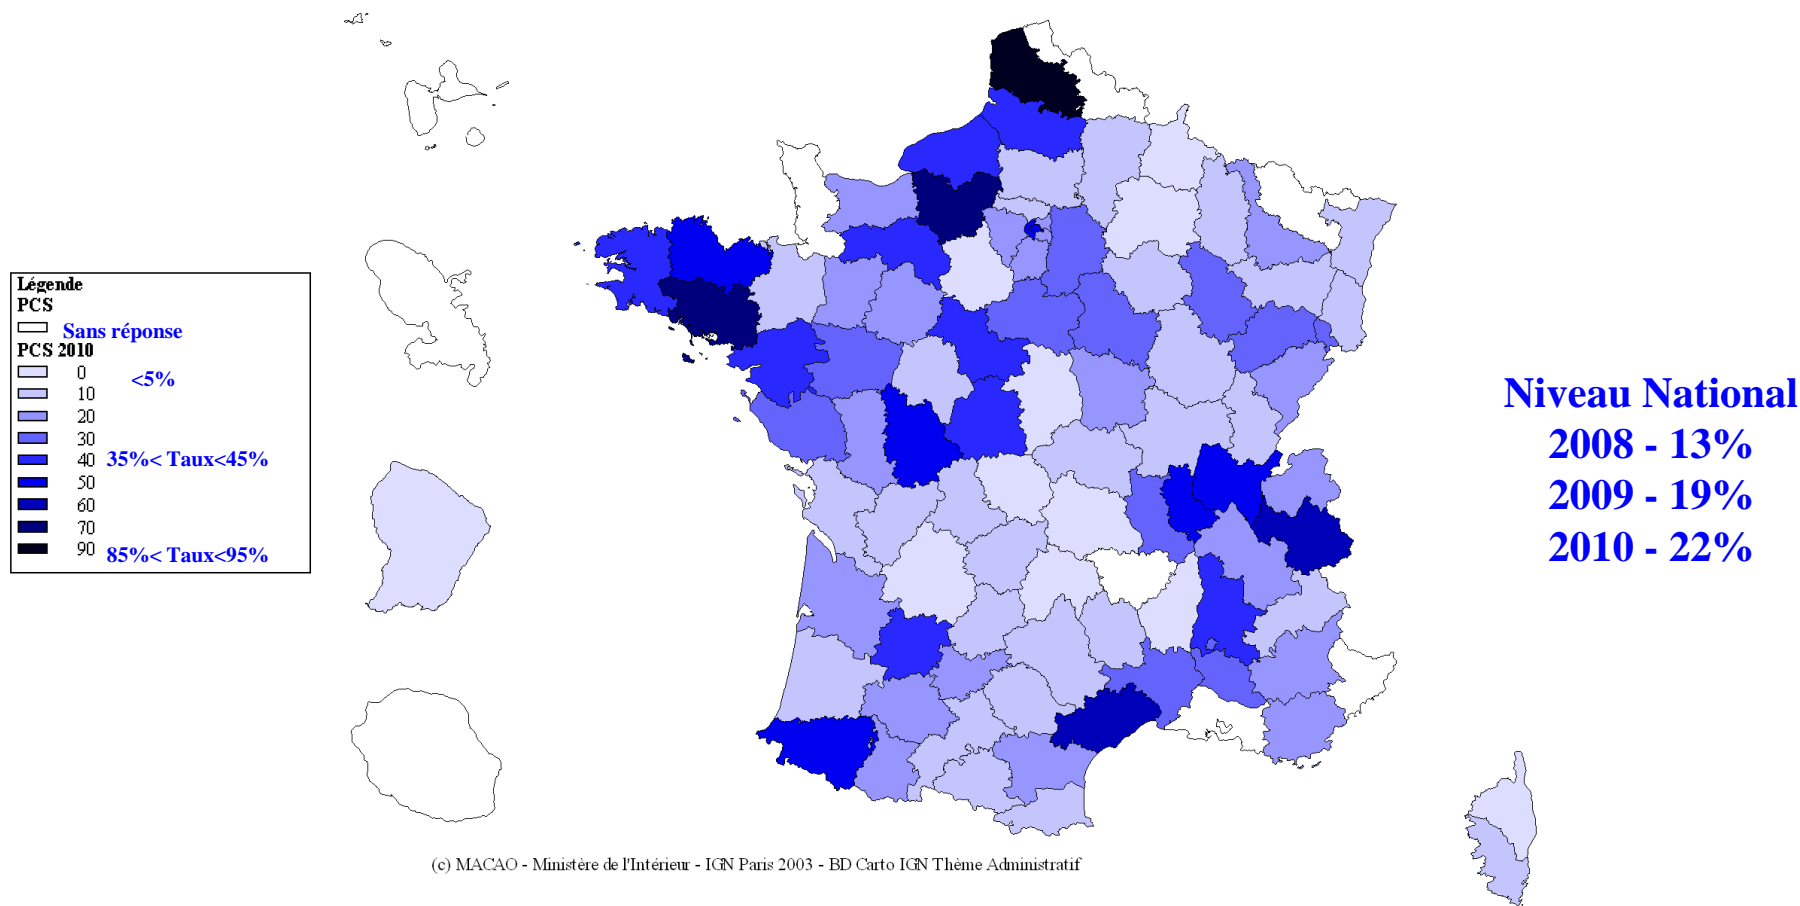 Légende
PCS
Sans réponse
PCS 2010
0 <5%
10
20
30
40 35%< Taux<45%
50
60
70
90 85%< Taux<95%
Niveau National
2008 - 13%
2009 - 19%
2010 - 22%
(c) MACAO - Ministère de l'Intérieur - IGN Paris 2003 - BD Carto IGN Thème Administratif